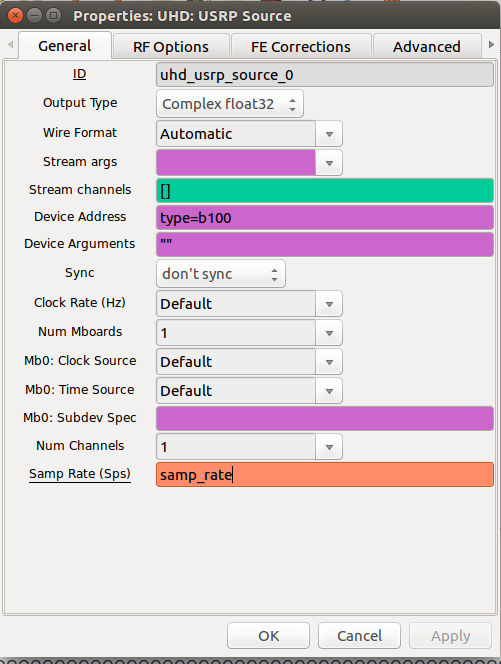 Properties: UHD: USRP Source
General RF Options FE Corrections Advanced
ID uhd_usrp_source_0
Output Type Complex float32
Wire Format Automatic
Stream args
Stream channels []
Device Address type=b100
Device Arguments ""
Sync don't sync
Clock Rate (Hz) Default
Num Mboards 1
Mb0: Clock Source Default
Mb0: Time Source Default
Mb0: Subdev Spec
Num Channels 1
Samp Rate (Sps) samp_rate
OK Cancel Apply